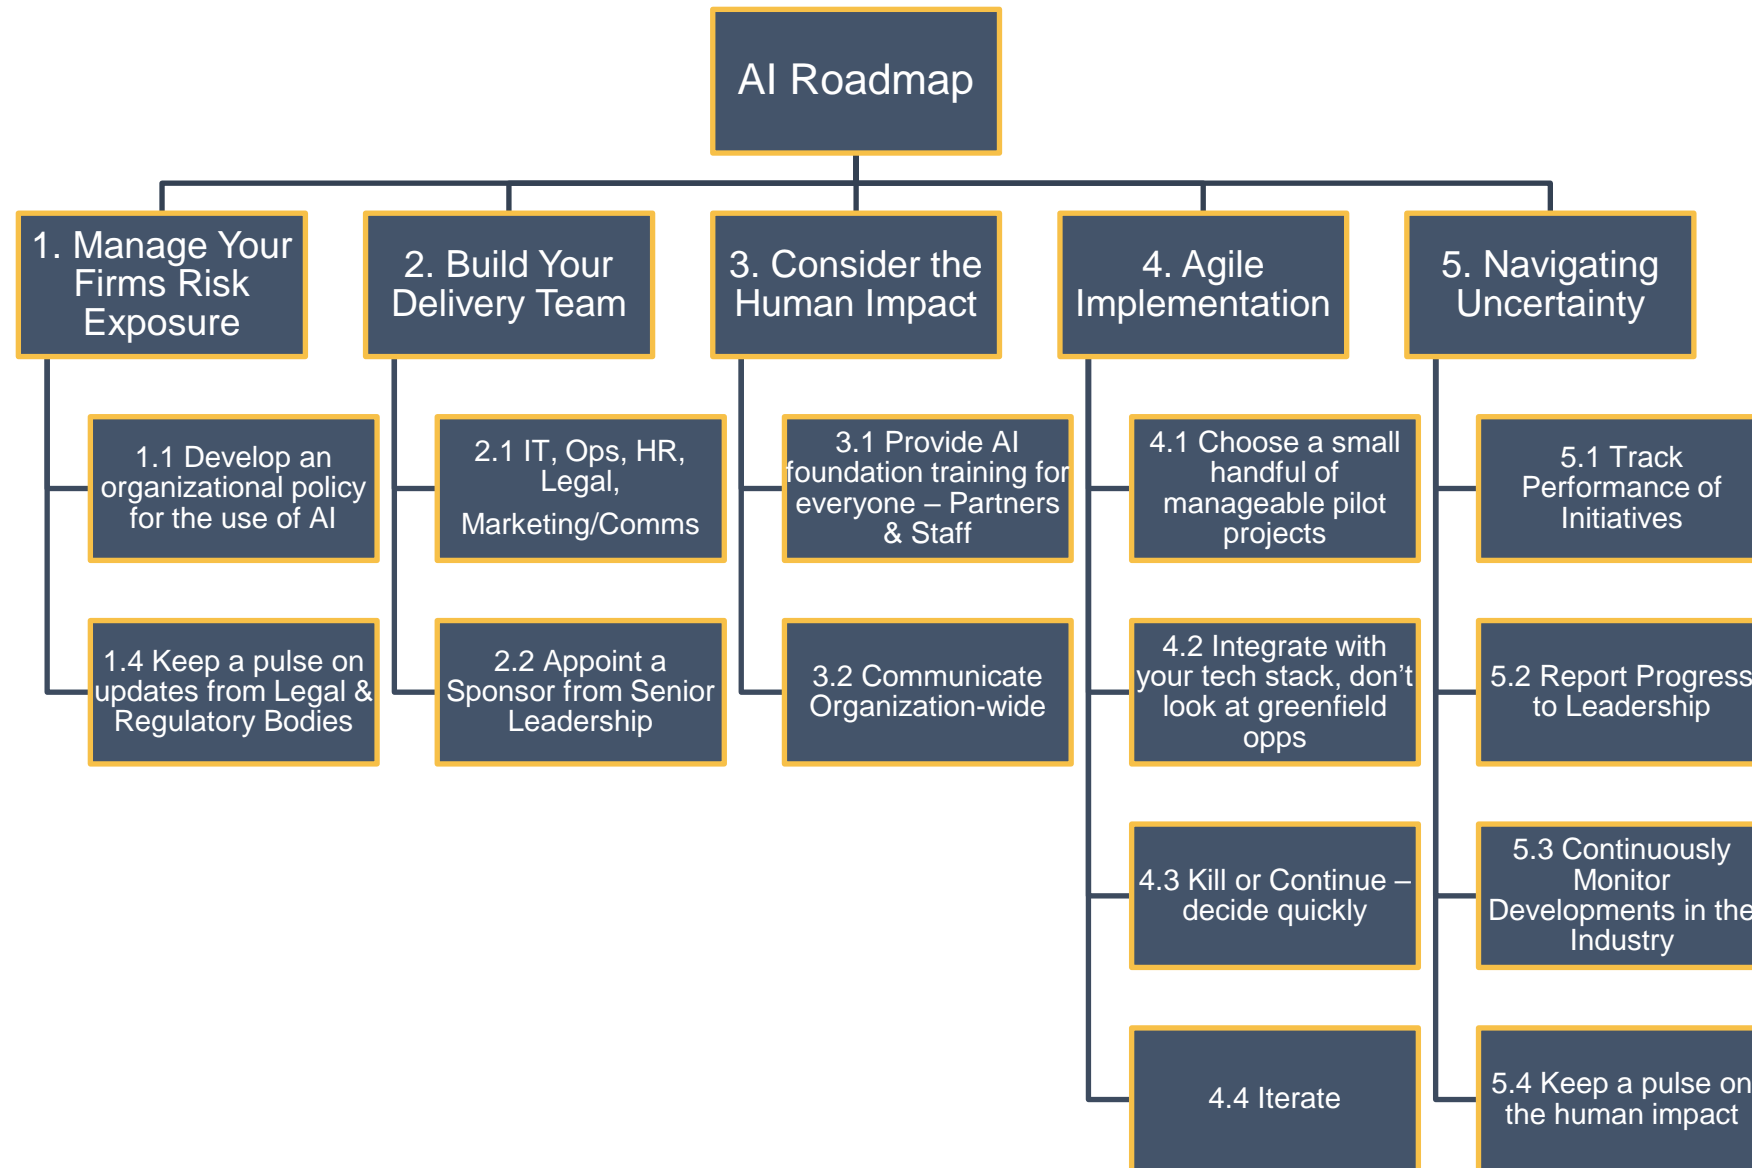 AI Roadmap
1. Manage Your
Firms Risk
Exposure
1.1 Develop an
organizational policy
for the use of AI
1.4 Keep a pulse on
updates from Legal &
Regulatory Bodies
2. Build Your
Delivery Team
2.1 IT, Ops, HR,
Legal,
Marketing/Comms
2.2 Appoint a
Sponsor from Senior
Leadership
3. Consider the
Human Impact
3.1 Provide AI
foundation training for
everyone – Partners
& Staff
3.2 Communicate
Organization-wide
4. Agile
Implementation
4.1 Choose a small
handful of
manageable pilot
projects
4.2 Integrate with
your tech stack, don’t
look at greenfield
opps
4.3 Kill or Continue –
decide quickly
4.4 Iterate
5. Navigating
Uncertainty
5.1 Track
Performance of
Initiatives
5.2 Report Progress
to Leadership
5.3 Continuously
Monitor
Developments in the
Industry
5.4 Keep a pulse on
the human impact